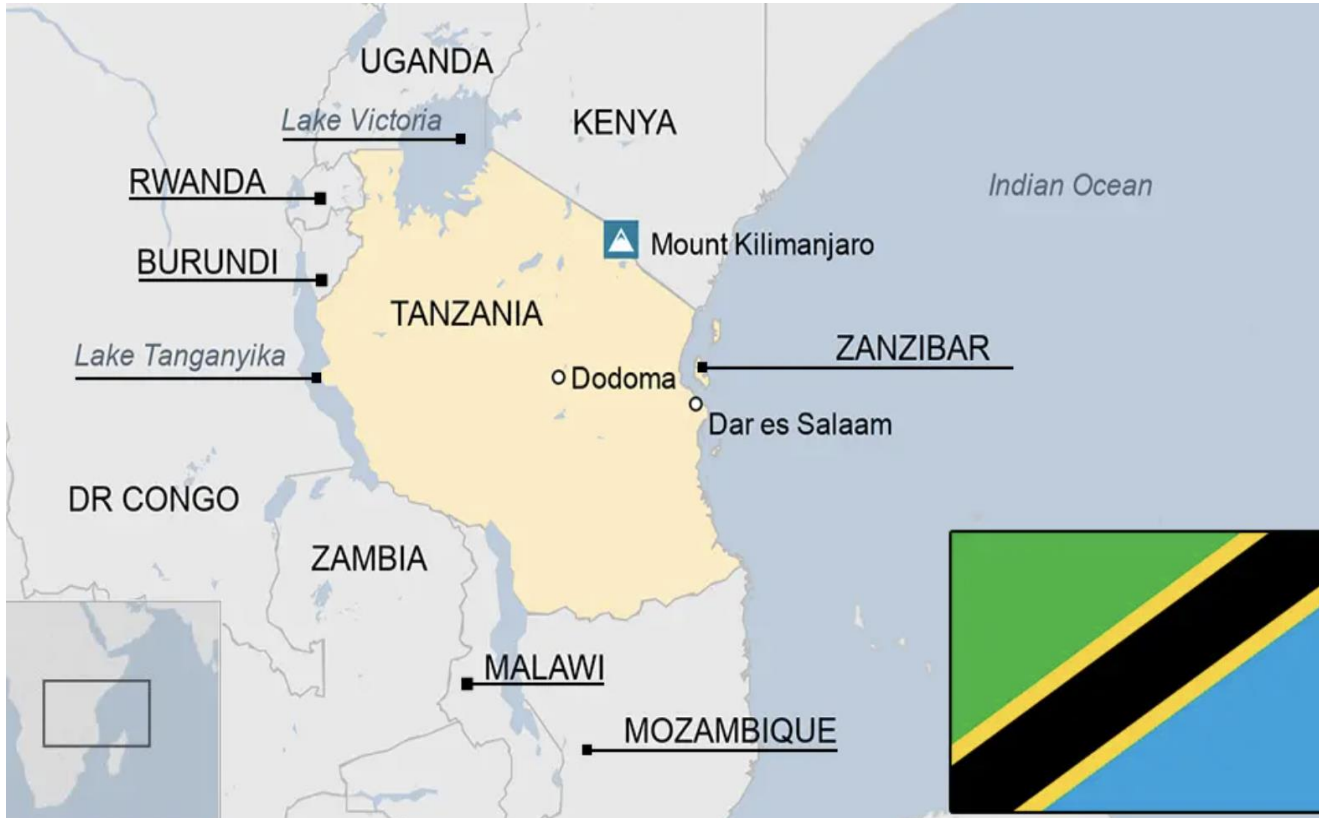 UGANDA
Lake Victoria
KENYA
RWANDA
Indian Ocean
Mount Kilimanjaro
BURUNDI
TANZANIA
ZANZIBAR
Lake Tanganyika
Dodoma
Dar es Salaam
DR CONGO
ZAMBIA
MALAWI
MOZAMBIQUE